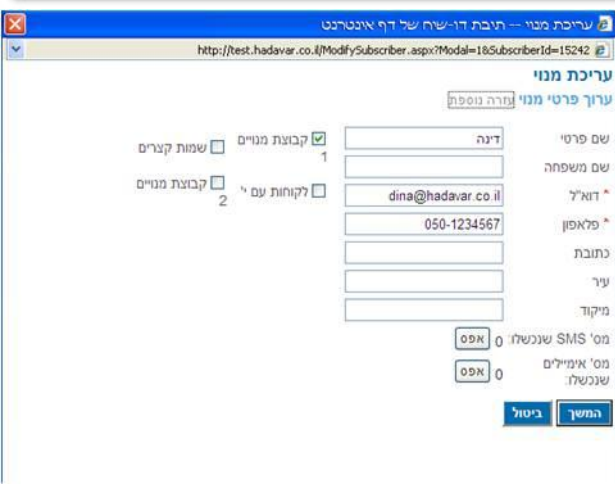 עריכת מנוי -- תיבת דו-שיח של דף אינטרנט
http://test.hadavar.co.il/ModifySubscriber.aspx?Modal=1&SubscriberId=15242
עריכת מנוי
ערוך פרטי מנוי עזרה נוספת
שם פרטי דינה
שם משפחה
* דוא"ל dina@hadavar.co.il
* פלאפון 050-1234567
כתובת
עיר
מיקוד
קבוצת מנויים 1
שמות קצרים
לקוחות עם י'
קבוצת מנויים 2
מס' SMS שנכשלו: 0 אפס
מס' אימיילים שנכשלו: 0 אפס
המשך ביטול